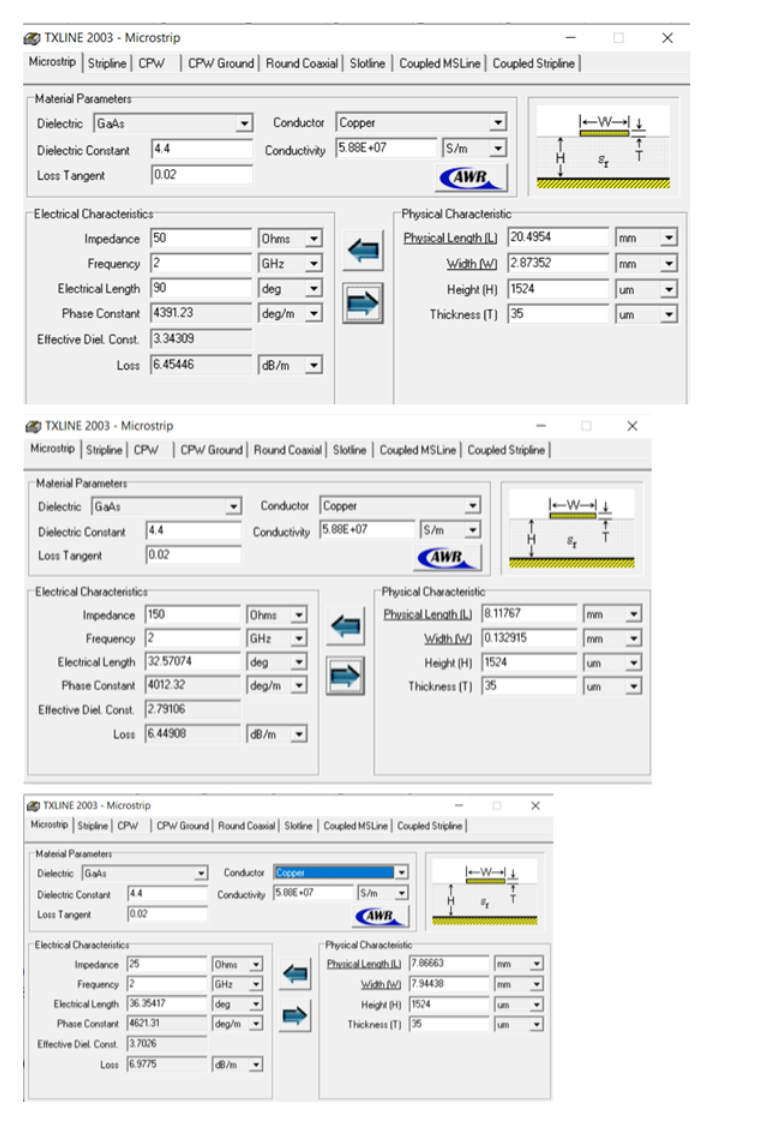 TXLINE 2003 - Microstrip
Microstrip Stripline CPW CPW Ground Round Coaxial Slotline Coupled MSLine Coupled Stripline
Material Parameters
Dielectric GaAs Conductor Copper
Dielectric Constant 4.4 Conductivity 5.88E+07 S/m
Loss Tangent 0.02 AWR
W
H
εr
T
Electrical Characteristics Physical Characteristic
Impedance 50 Ohms Physical Length (L) 20.4954 mm
Frequency 2 GHz Width (W) 2.87352 mm
Electrical Length 90 deg Height (H) 1524 um
Phase Constant 4391.23 deg/m Thickness (T) 35 um
Effective Diel. Const. 3.34309
Loss 6.45446 dB/m
TXLINE 2003 - Microstrip
Microstrip Stripline CPW CPW Ground Round Coaxial Slotline Coupled MSLine Coupled Stripline
Material Parameters
Dielectric GaAs Conductor Copper
Dielectric Constant 4.4 Conductivity 5.88E+07 S/m
Loss Tangent 0.02 AWR
W
H
εr
T
Electrical Characteristics Physical Characteristic
Impedance 150 Ohms Physical Length (L) 8.11767 mm
Frequency 2 GHz Width (W) 0.132915 mm
Electrical Length 32.57074 deg Height (H) 1524 um
Phase Constant 4012.32 deg/m Thickness (T) 35 um
Effective Diel. Const. 2.79106
Loss 6.44908 dB/m
TXLINE 2003 - Microstrip
Microstrip Stripline CPW CPW Ground Round Coaxial Slotline Coupled MSLine Coupled Stripline
Material Parameters
Dielectric GaAs Conductor Copper
Dielectric Constant 4.4 Conductivity 5.88E+07 S/m
Loss Tangent 0.02 AWR
W
H
εr
T
Electrical Characteristics Physical Characteristic
Impedance 25 Ohms Physical Length (L) 7.86663 mm
Frequency 2 GHz Width (W) 7.94438 mm
Electrical Length 36.35417 deg Height (H) 1524 um
Phase Constant 4621.31 deg/m Thickness (T) 35 um
Effective Diel. Const. 3.7026
Loss 6.9775 dB/m